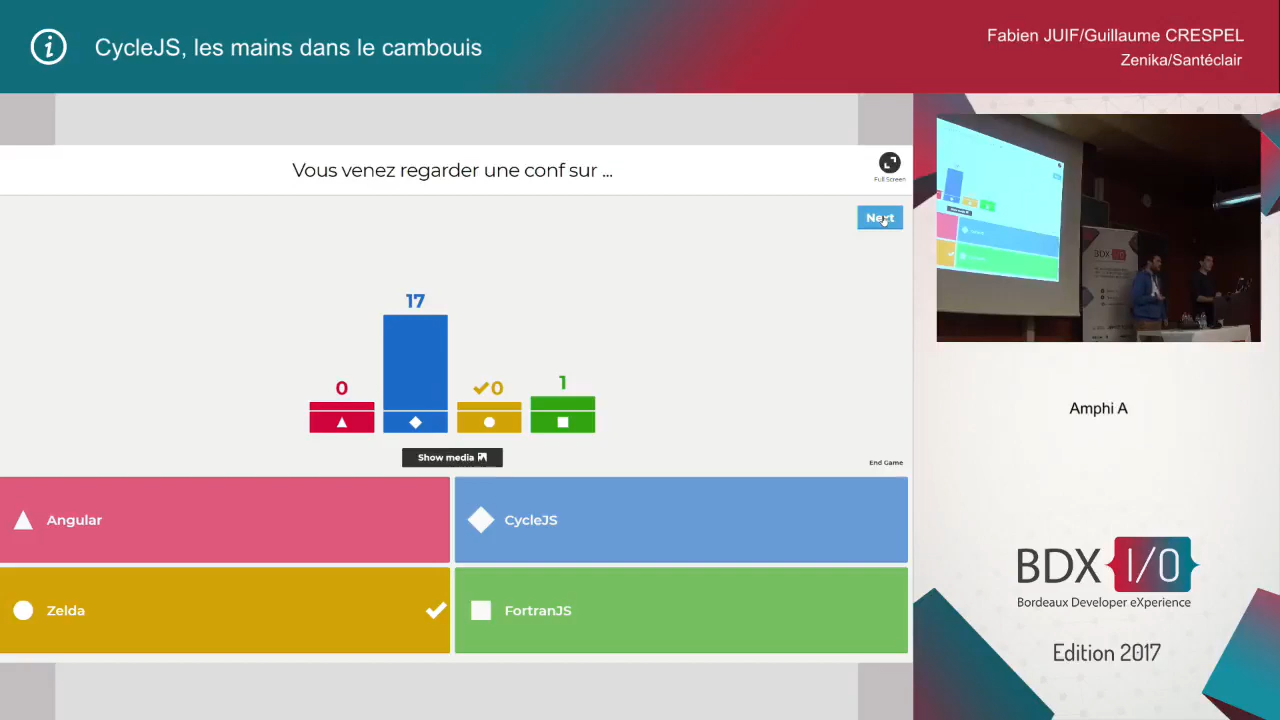 CycleJS, les mains dans le cambouis
Fabien JUIF/Guillaume CRESPEL
Zenika/Santéclair
Vous venez regarder une conf sur ...
Full Screen
Next
17
0
0
1
Show media
End Game
Angular
CycleJS
Zelda
FortranJS
Amphi A
BDX I/O
Bordeaux Developer eXperience
Edition 2017